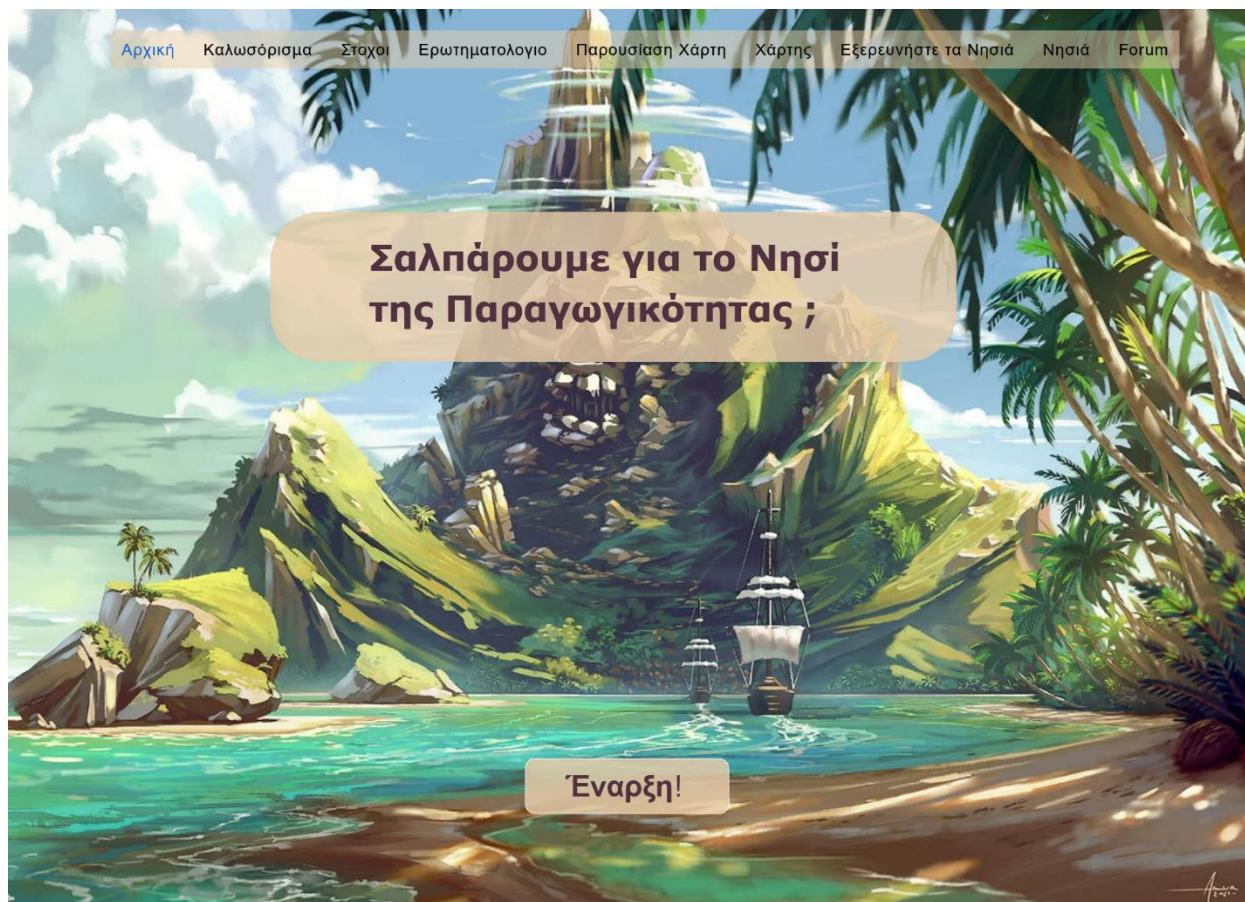 Αρχική Καλωσόρισμα Στοχοι Ερωτηματολογιο Παρουσίαση Χάρτη Χάρτης Εξερευνήστε τα Νησιά Νησιά Forum
Σαλπάρουμε για το Νησί
της Παραγωγικότητας ;
Έναρξη!